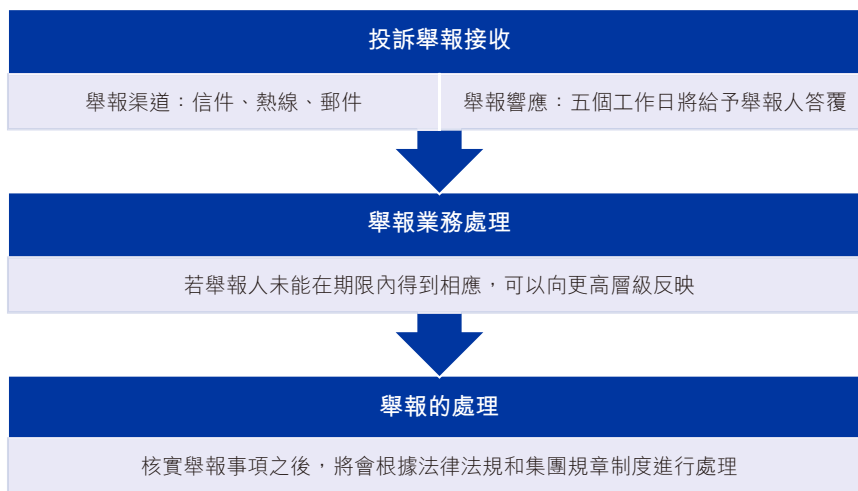 投訴舉報接收
舉報渠道：信件、熱線、郵件
舉報響應：五個工作日將給予舉報人答覆
舉報業務處理
若舉報人未能在期限內得到相應，可以向更高層級反映
舉報的處理
核實舉報事項之後，將會根據法律法規和集團規章制度進行處理